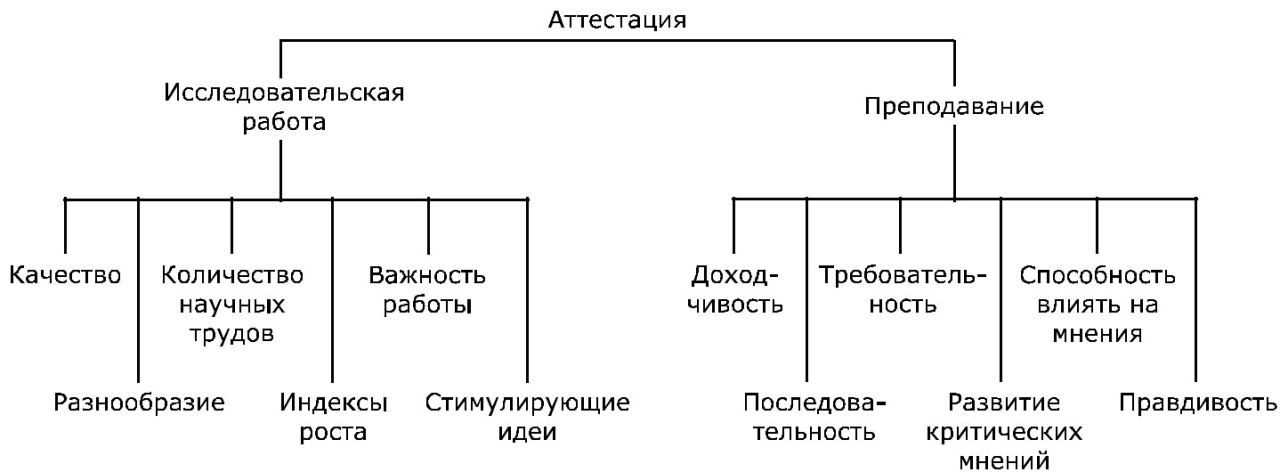 Аттестация
Исследовательская
работа
Преподавание
Качество
Количество
научных
трудов
Важность
работы
Разнообразие
Индексы
роста
Стимулирующие
идеи
Доход-
чивость
Требователь-
ность
Способность
влиять на
мнения
Последова-
тельность
Развитие
критических
мнений
Правдивость